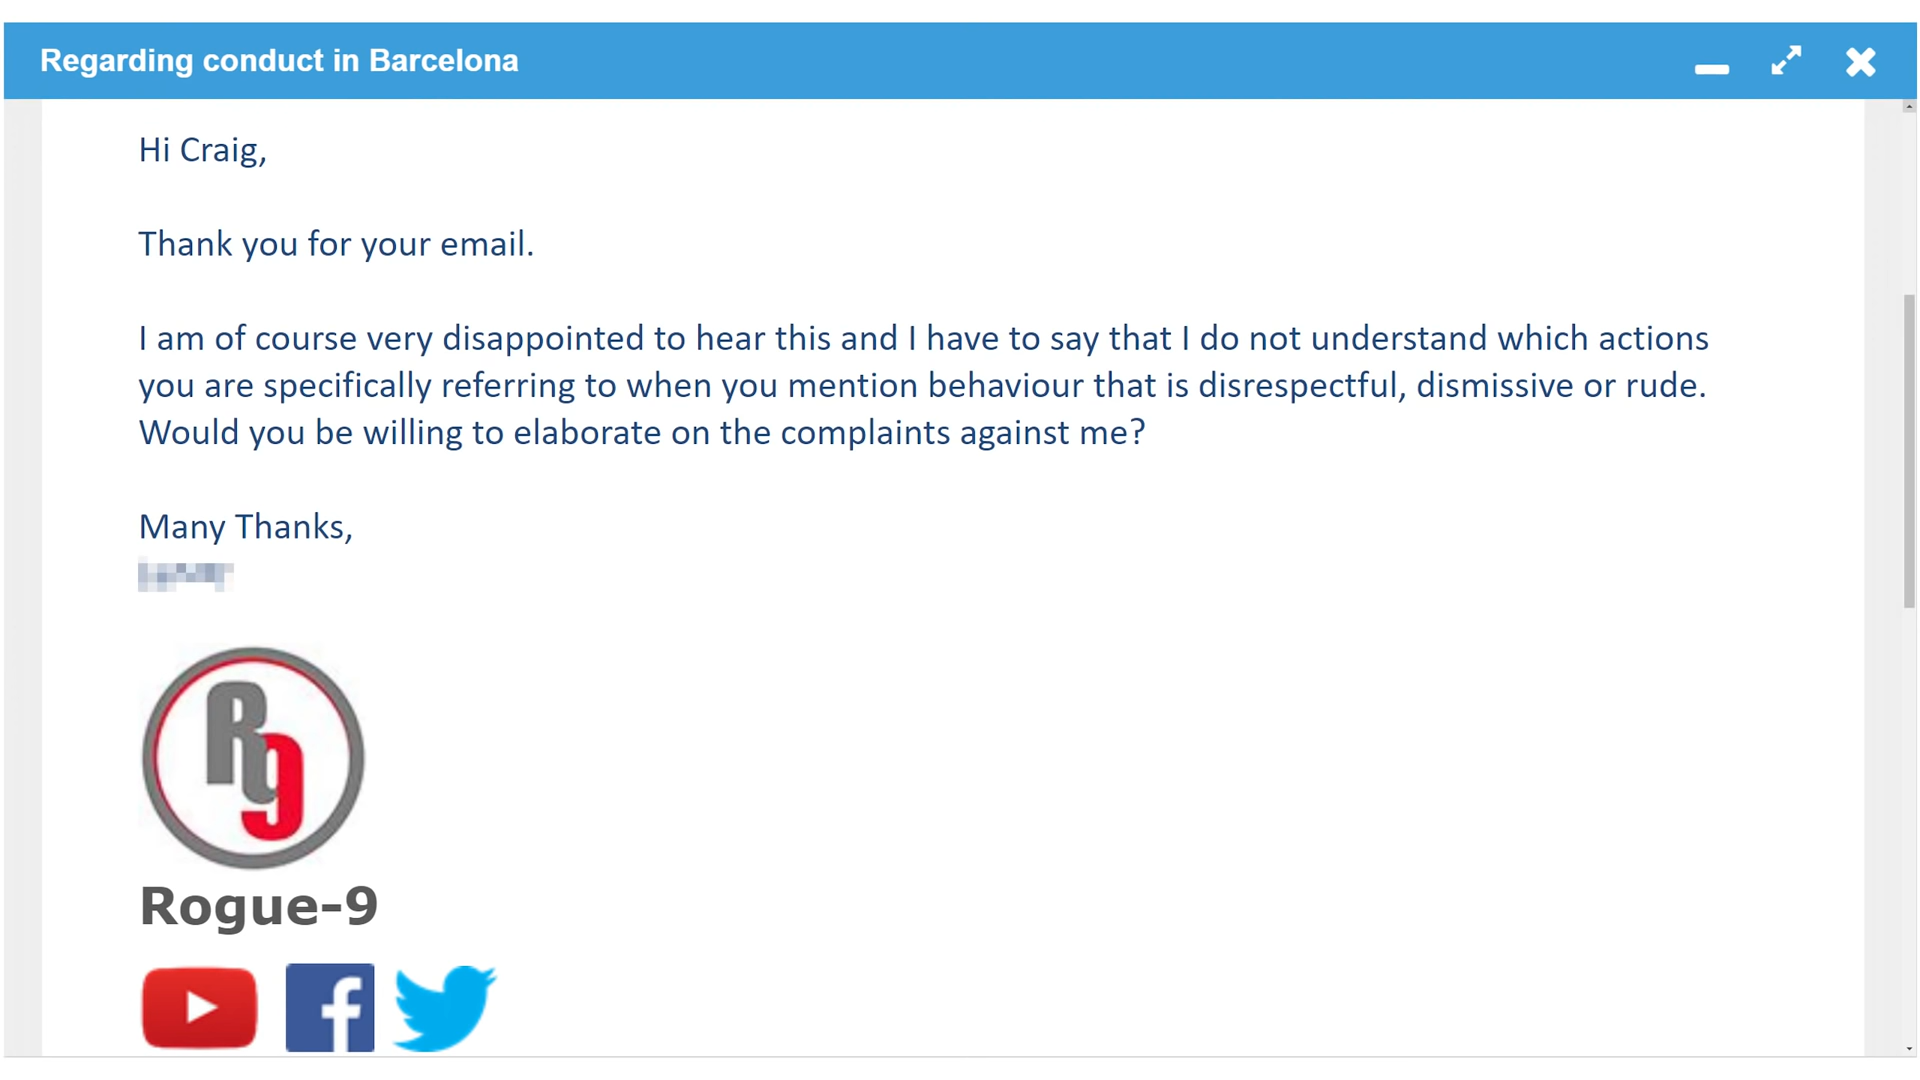 Regarding conduct in Barcelona
Hi Craig,
Thank you for your email.
I am of course very disappointed to hear this and I have to say that I do not understand which actions
you are specifically referring to when you mention behaviour that is disrespectful, dismissive or rude.
Would you be willing to elaborate on the complaints against me?
Many Thanks,
R9
Rogue-9